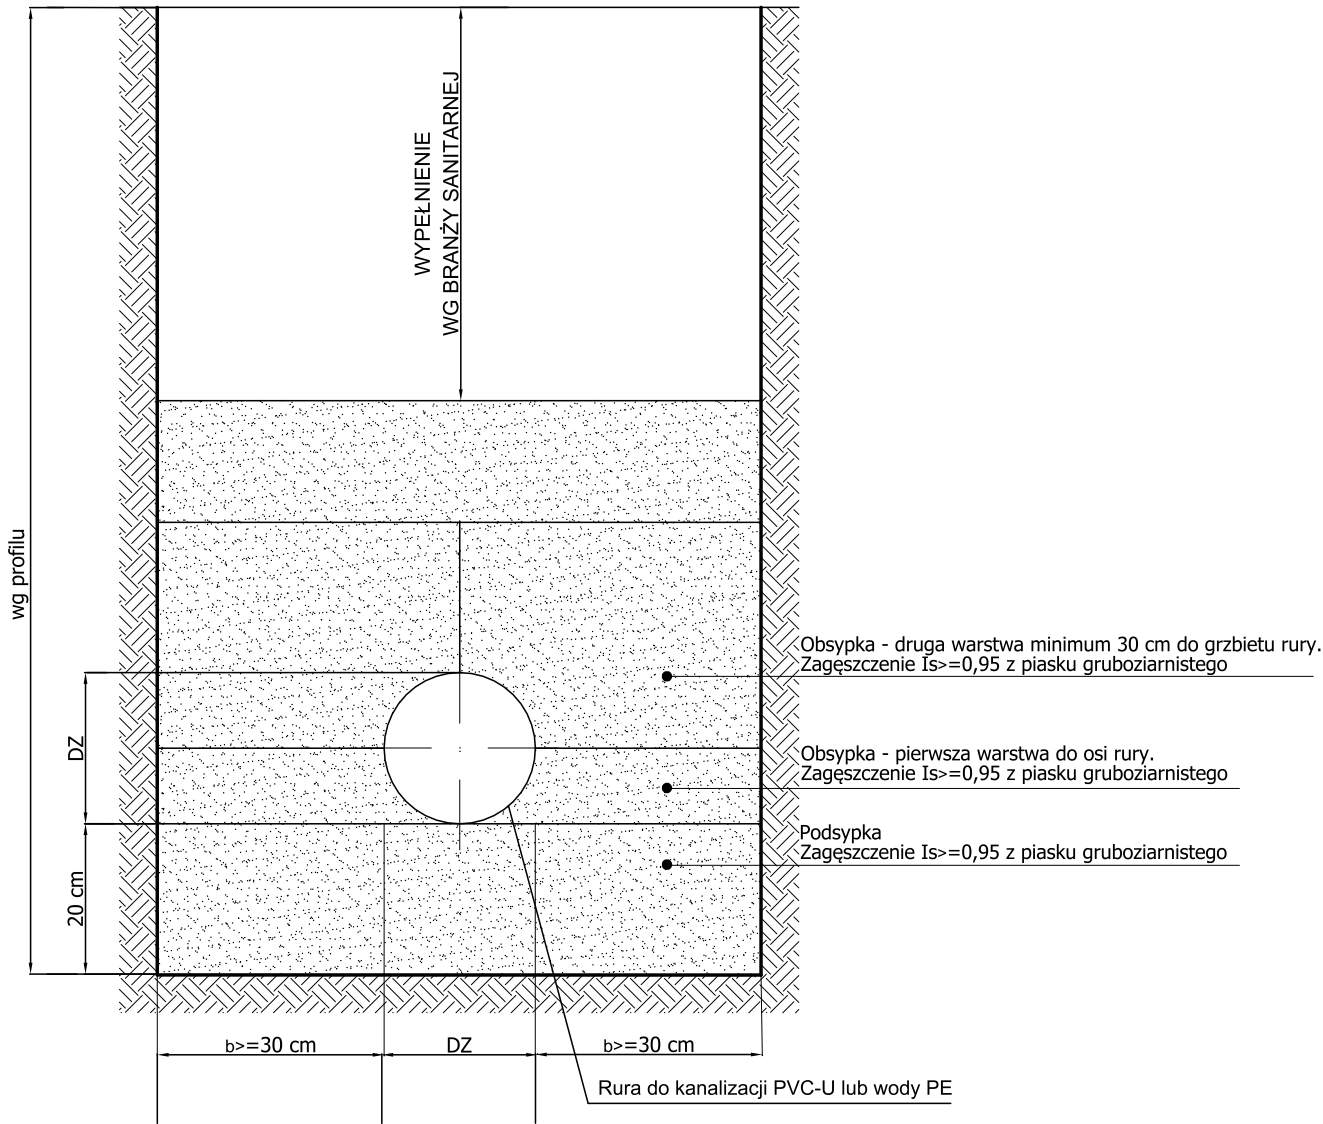 WYPEŁNIENIE
WG BRANŻY SANITARNEJ
wg profilu
Obsypka - druga warstwa minimum 30 cm do grzbietu rury.
Zagęszczenie Is>=0,95 z piasku gruboziarnistego
DZ
Obsypka - pierwsza warstwa do osi rury.
Zagęszczenie Is>=0,95 z piasku gruboziarnistego
Podsypka
Zagęszczenie Is>=0,95 z piasku gruboziarnistego
20 cm
b>=30 cm
DZ
b>=30 cm
Rura do kanalizacji PVC-U lub wody PE